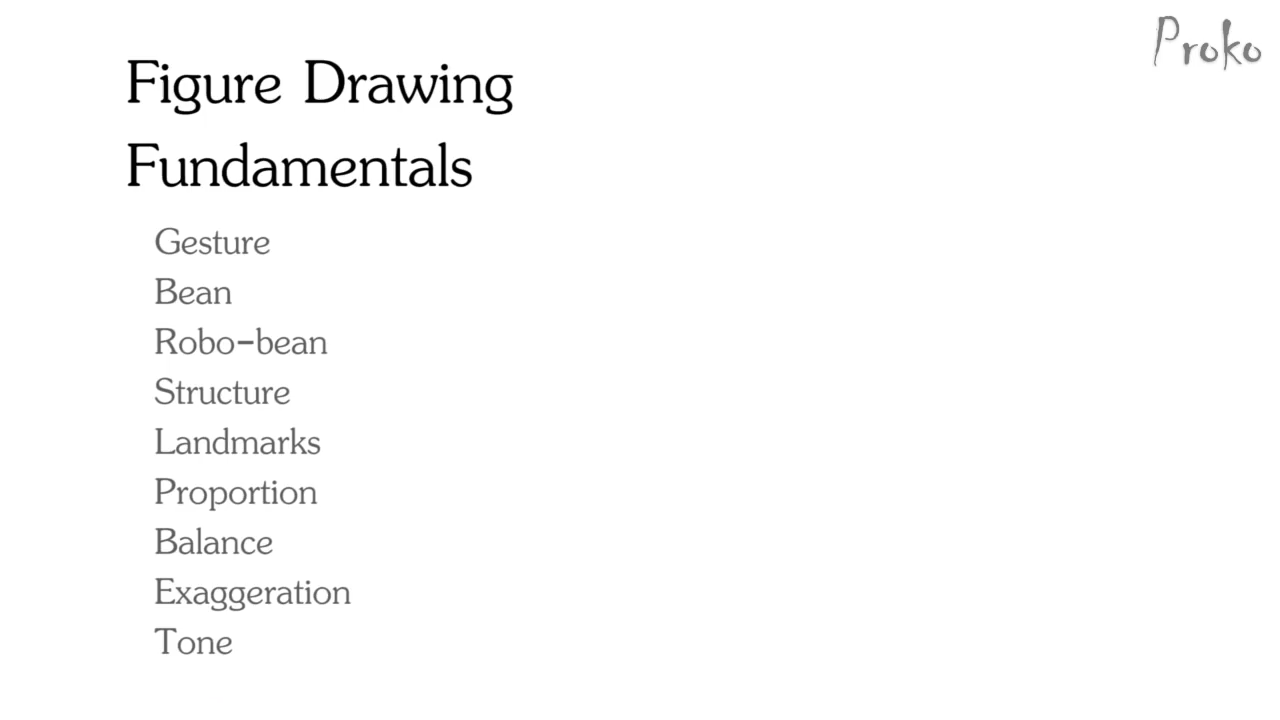 Proko
Figure Drawing
Fundamentals
Gesture
Bean
Robo-bean
Structure
Landmarks
Proportion
Balance
Exaggeration
Tone